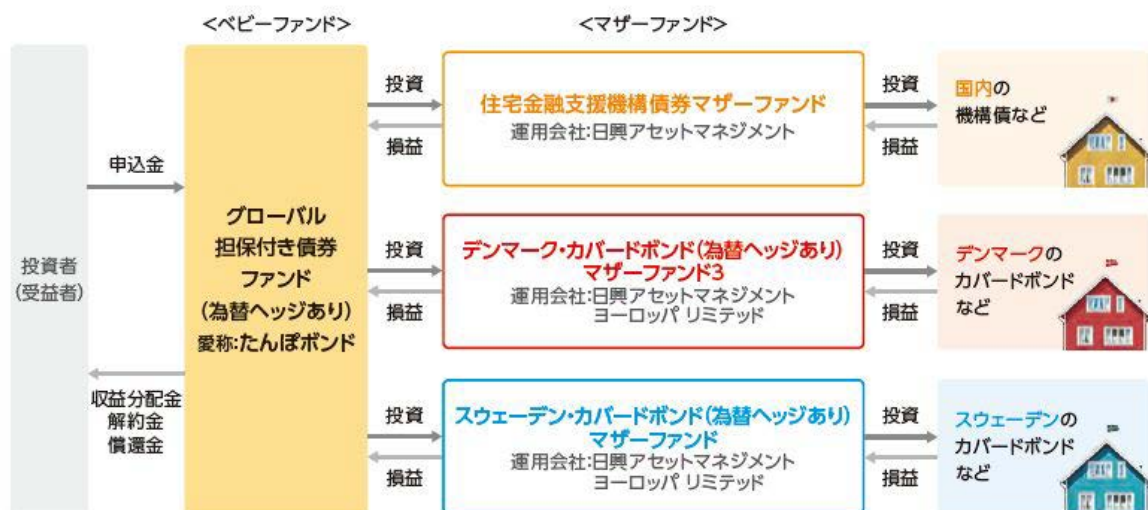 <ベビーファンド>
<マザーファンド>
投資者
(受益者)
申込金
収益分配金
解約金
償還金
グローバル
担保付き債券
ファンド
(為替ヘッジあり)
愛称:たんぽボンド
投資
損益
住宅金融支援機構債券マザーファンド
運用会社:日興アセットマネジメント
投資
損益
国内の
機構債など
投資
損益
デンマーク・カバードボンド(為替ヘッジあり)
マザーファンド3
運用会社:日興アセットマネジメント
ヨーロッパ リミテッド
投資
損益
デンマークの
カバードボンド
など
投資
損益
スウェーデン・カバードボンド(為替ヘッジあり)
マザーファンド
運用会社:日興アセットマネジメント
ヨーロッパ リミテッド
投資
損益
スウェーデンの
カバードボンド
など